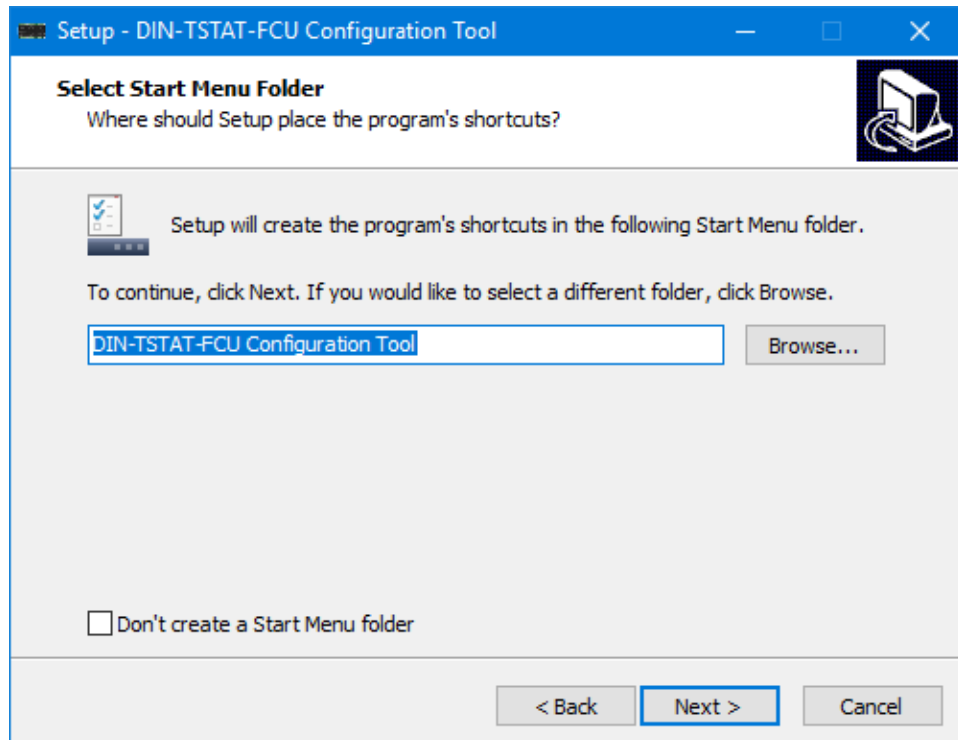 Setup - DIN-TSTAT-FCU Configuration Tool
Select Start Menu Folder
Where should Setup place the program's shortcuts?
Setup will create the program's shortcuts in the following Start Menu folder.
To continue, click Next. If you would like to select a different folder, click Browse.
DIN-TSTAT-FCU Configuration Tool
Browse...
Don't create a Start Menu folder
< Back
Next >
Cancel